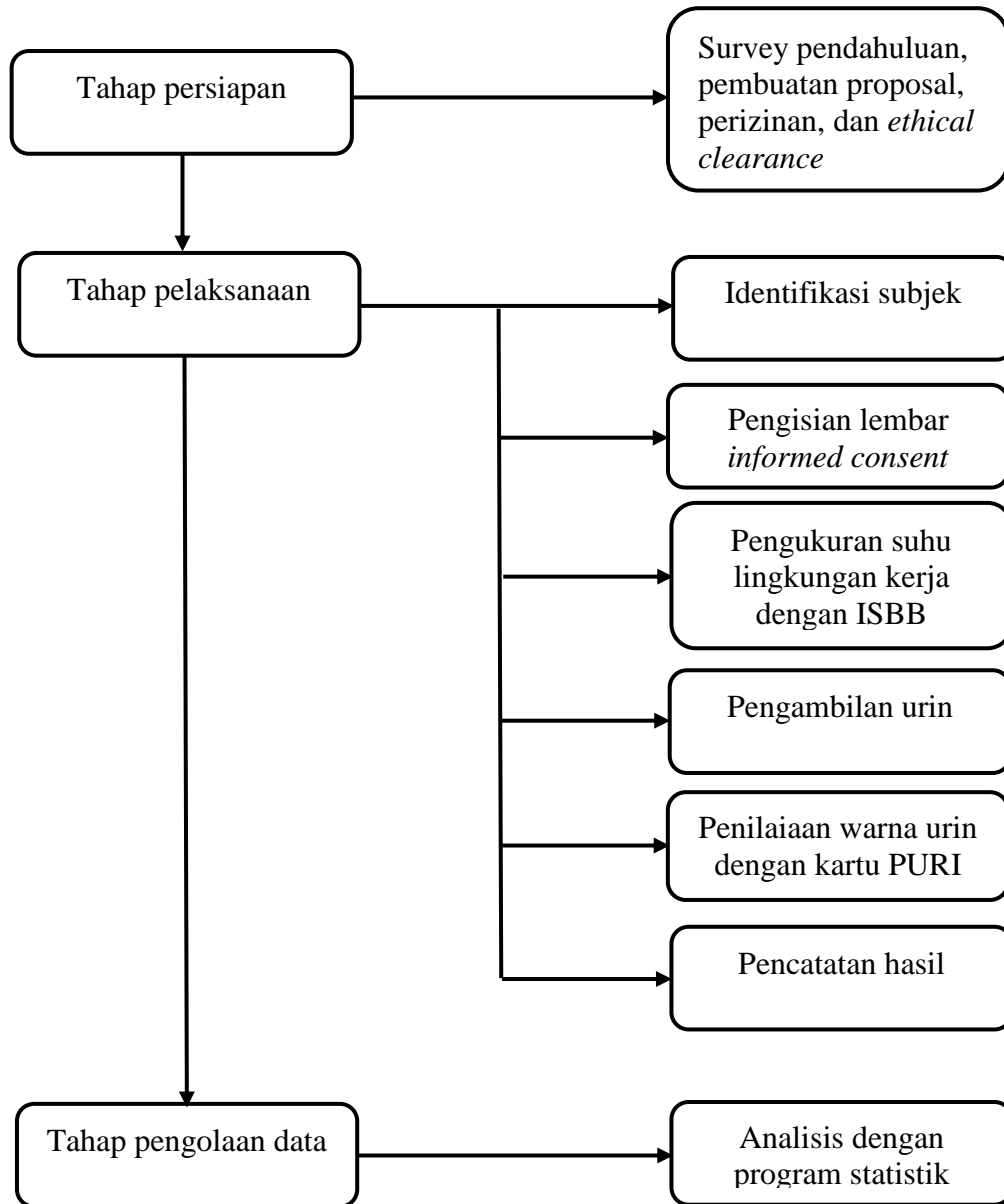 Tahap persiapan
Survey pendahuluan,
pembuatan proposal,
perizinan, dan ethical
clearance
Tahap pelaksanaan
Identifikasi subjek
Pengisian lembar
informed consent
Pengukuran suhu
lingkungan kerja
dengan ISBB
Pengambilan urin
Penilaiaan warna urin
dengan kartu PURI
Pencatatan hasil
Tahap pengolaan data
Analisis dengan
program statistik